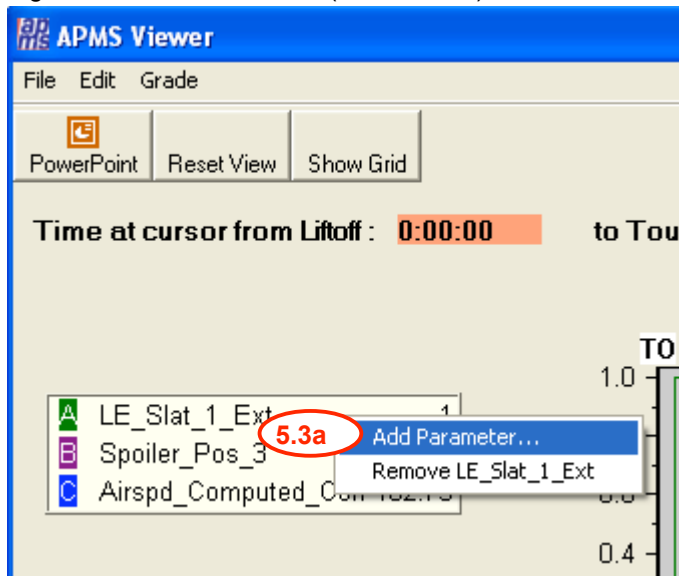 APMS Viewer
File Edit Grade
PowerPoint Reset View Show Grid
Time at cursor from Liftoff : 0:00:00 to Tou
TO
1.0
A LE_Slat_1_Ext 1
5.3a Add Parameter...
B Spoiler_Pos_3
Remove LE_Slat_1_Ext
C Airspd_Computed_
0.4